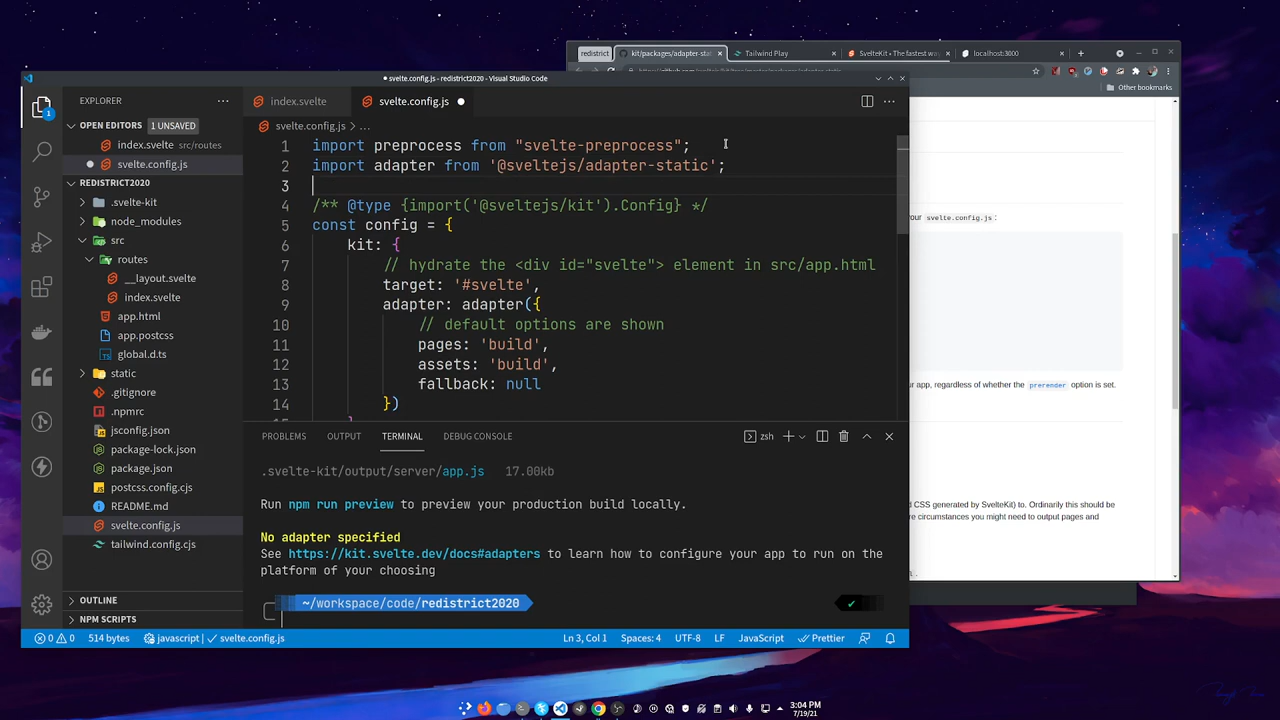 redistrict
kit/packages/adapter-sta
Tailwind Play
SvelteKit • The fastest wa
localhost:3000
Other bookmarks
svelte.config.js - redistrict2020 - Visual Studio Code
EXPLORER
index.svelte
svelte.config.js
OPEN EDITORS
1 UNSAVED
svelte.config.js > ...
index.svelte src/routes
svelte.config.js
REDISTRICT2020
.svelte-kit
node_modules
src
routes
__layout.svelte
index.svelte
app.html
app.postcss
global.d.ts
static
.gitignore
.npmrc
jsconfig.json
package-lock.json
package.json
postcss.config.cjs
README.md
svelte.config.js
tailwind.config.cjs
OUTLINE
NPM SCRIPTS
1 import preprocess from "svelte-preprocess";
2 import adapter from '@sveltejs/adapter-static';
3
4 /** @type {import('@sveltejs/kit').Config} */
5 const config = {
6 kit: {
7 // hydrate the <div id="svelte"> element in src/app.html
8 target: '#svelte',
9 adapter: adapter({
10 // default options are shown
11 pages: 'build',
12 assets: 'build',
13 fallback: null
14 })
PROBLEMS OUTPUT TERMINAL DEBUG CONSOLE
zsh
.svelte-kit/output/server/app.js 17.00kb
Run npm run preview to preview your production build locally.
No adapter specified
See https://kit.svelte.dev/docs#adapters to learn how to configure your app to run on the
platform of your choosing
~/workspace/code/redistrict2020
our svelte.config.js :
ur app, regardless of whether the prerender option is set.
d CSS generated by SvelteKit) to. Ordinarily this should be
re circumstances you might need to output pages and
0 0 514 bytes javascript | svelte.config.js
Ln 3, Col 1 Spaces: 4 UTF-8 LF JavaScript Prettier
3:04 PM
7/19/21